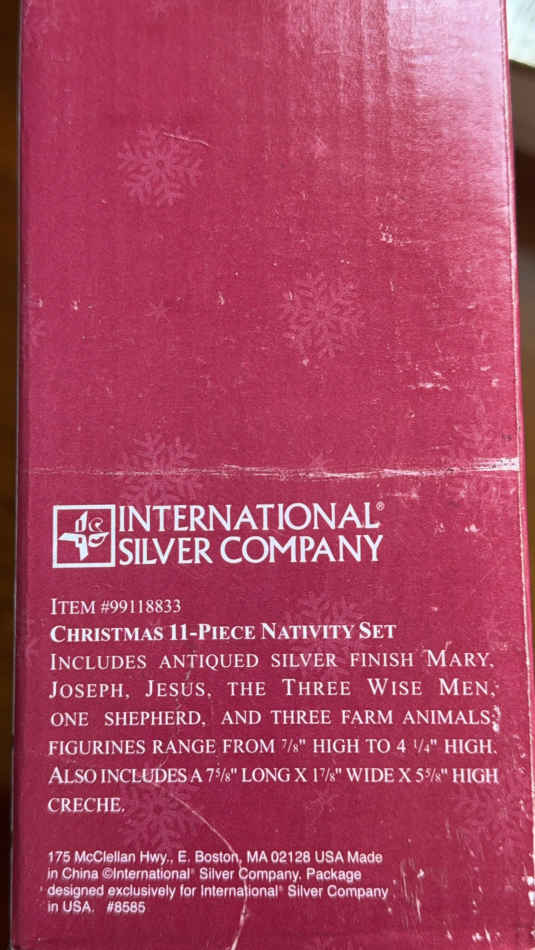 INTERNATIONAL®
SILVER COMPANY
ITEM #99118833
CHRISTMAS 11-PIECE NATIVITY SET
INCLUDES ANTIQUED SILVER FINISH MARY,
JOSEPH, JESUS, THE THREE WISE MEN,
ONE SHEPHERD, AND THREE FARM ANIMALS;
FIGURINES RANGE FROM 7/8" HIGH TO 4 1/4" HIGH.
ALSO INCLUDES A 7 5/8" LONG X 1 7/8" WIDE X 5 5/8" HIGH
CRECHE.
175 McClellan Hwy., E. Boston, MA 02128 USA Made
in China ©International® Silver Company. Package
designed exclusively for International® Silver Company
in USA. #8585